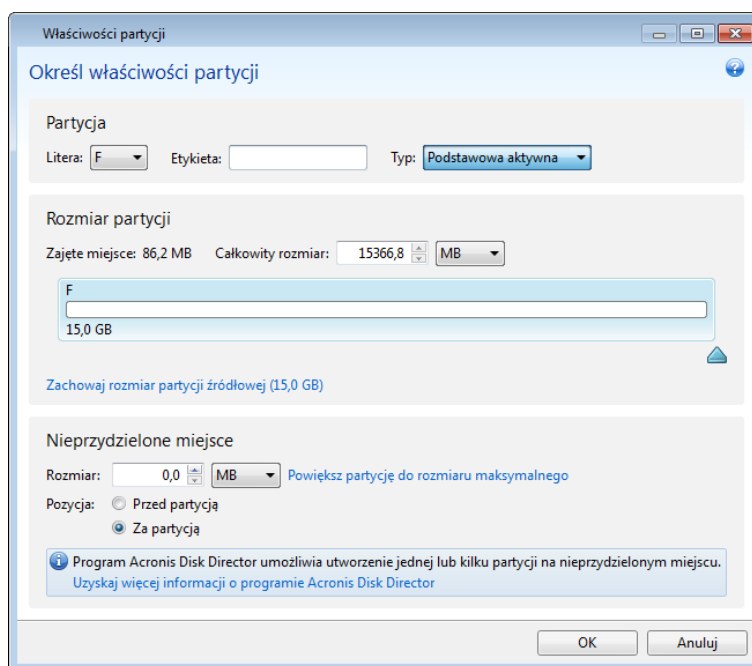 Właściwości partycji
Określ właściwości partycji
Partycja
Litera: F Etykieta: Typ: Podstawowa aktywna
Rozmiar partycji
Zajęte miejsce: 86,2 MB Całkowity rozmiar: 15366,8 MB
F
15,0 GB
Zachowaj rozmiar partycji źródłowej (15,0 GB)
Nieprzydzielone miejsce
Rozmiar: 0,0 MB Powiększ partycję do rozmiaru maksymalnego
Pozycja: Przed partycją
Za partycją
Program Acronis Disk Director umożliwia utworzenie jednej lub kilku partycji na nieprzydzielonym miejscu.
Uzyskaj więcej informacji o programie Acronis Disk Director
OK Anuluj